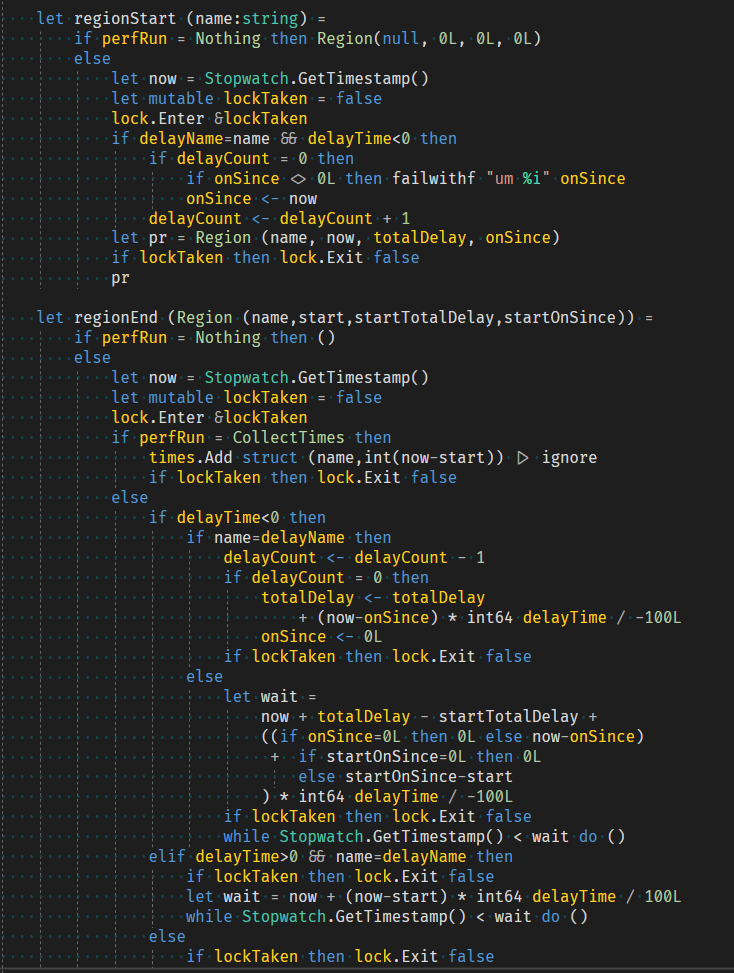 let regionStart (name:string) =
    if perfRun = Nothing then Region(null, 0L, 0L, 0L)
    else
        let now = Stopwatch.GetTimestamp()
        let mutable lockTaken = false
        lock.Enter &lockTaken
        if delayName=name && delayTime<0 then
            if delayCount = 0 then
                if onSince <> 0L then failwithf "um %i" onSince
                onSince <- now
            delayCount <- delayCount + 1
        let pr = Region (name, now, totalDelay, onSince)
        if lockTaken then lock.Exit false
        pr

let regionEnd (Region (name,start,startTotalDelay,startOnSince)) =
    if perfRun = Nothing then ()
    else
        let now = Stopwatch.GetTimestamp()
        let mutable lockTaken = false
        lock.Enter &lockTaken
        if perfRun = CollectTimes then
            times.Add struct (name,int(now-start)) |> ignore
            if lockTaken then lock.Exit false
        else
            if delayTime<0 then
                if name=delayName then
                    delayCount <- delayCount - 1
                    if delayCount = 0 then
                        totalDelay <- totalDelay
                            + (now-onSince) * int64 delayTime / -100L
                        onSince <- 0L
                    if lockTaken then lock.Exit false
                else
                    let wait =
                        now + totalDelay - startTotalDelay +
                        ((if onSince=0L then 0L else now-onSince)
                         +  if startOnSince=0L then 0L
                            else startOnSince-start
                        ) * int64 delayTime / -100L
                    if lockTaken then lock.Exit false
                    while Stopwatch.GetTimestamp() < wait do ()
            elif delayTime>0 && name=delayName then
                if lockTaken then lock.Exit false
                let wait = now + (now-start) * int64 delayTime / 100L
                while Stopwatch.GetTimestamp() < wait do ()
            else
                if lockTaken then lock.Exit false